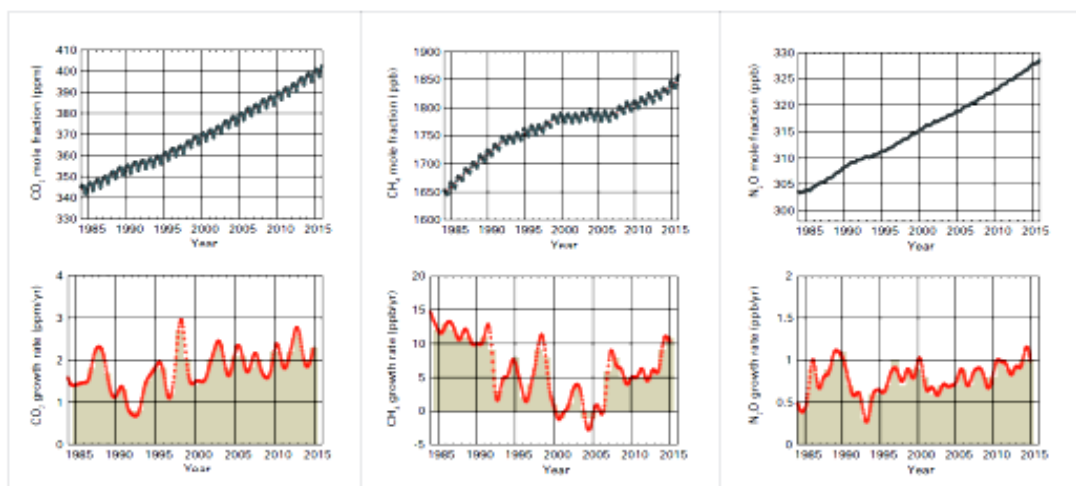 CO₂ mole fraction (ppm)
410
400
390
380
370
360
350
340
330
1985 1990 1995 2000 2005 2010 2015
Year
CH₄ mole fraction (ppb)
1900
1850
1800
1750
1700
1650
1600
1985 1990 1995 2000 2005 2010 2015
Year
N₂O mole fraction (ppb)
330
325
320
315
310
305
300
1985 1990 1995 2000 2005 2010 2015
Year
CO₂ growth rate (ppm/yr)
4
3
2
1
0
1985 1990 1995 2000 2005 2010 2015
Year
CH₄ growth rate (ppb/yr)
20
15
10
5
0
-5
1985 1990 1995 2000 2005 2010 2015
Year
N₂O growth rate (ppb/yr)
2
1.5
1
0.5
0
1985 1990 1995 2000 2005 2010 2015
Year